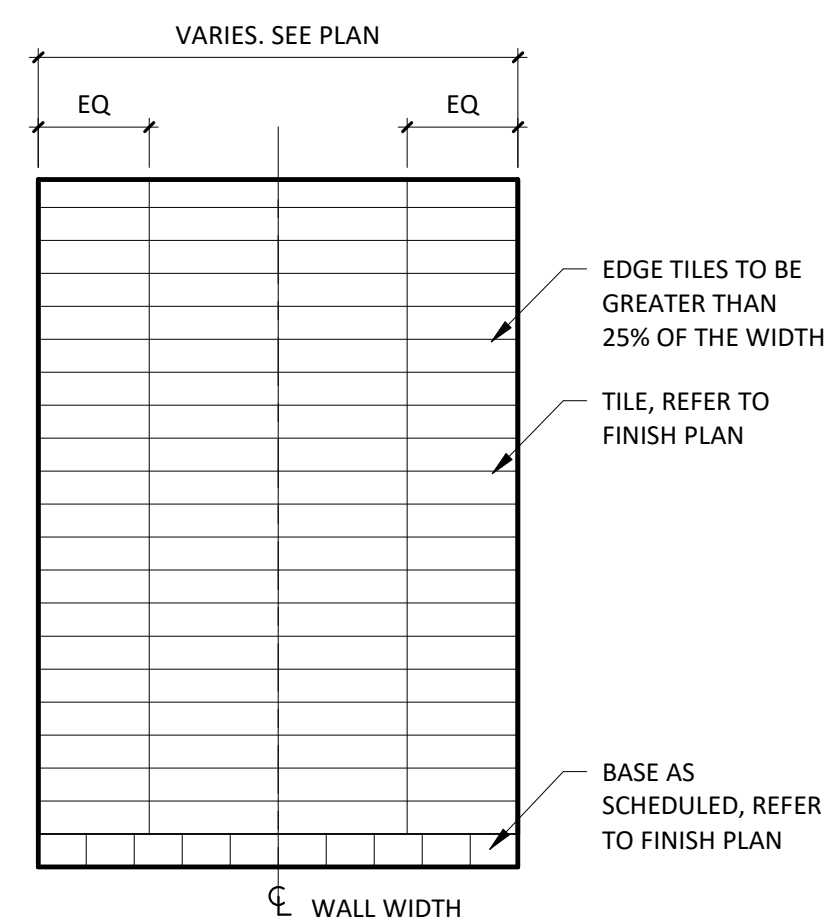 VARIES. SEE PLAN
EQ
EQ
EDGE TILES TO BE
GREATER THAN
25% OF THE WIDTH
TILE, REFER TO
FINISH PLAN
BASE AS
SCHEDULED, REFER
TO FINISH PLAN
℄ WALL WIDTH